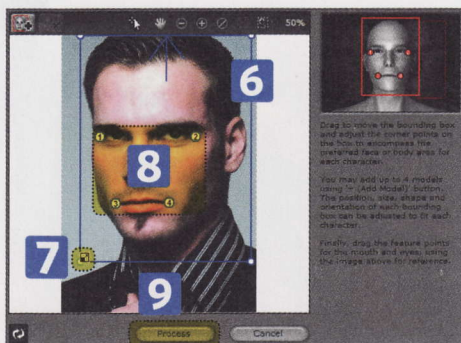 50%
6
1 2
8
3 4
7
9
Drag to move the bounding box
and adjust the corner points on
the box to encompass the
preferred face or body area for
each character.
You may add up to 4 models
using [+ (Add Model)] button.
The position, size, shape and
orientation of each bounding
box can be adjusted to fit each
character.
Finally, drag the feature points
for the mouth and eyes, using
the image above for reference.
Process Cancel